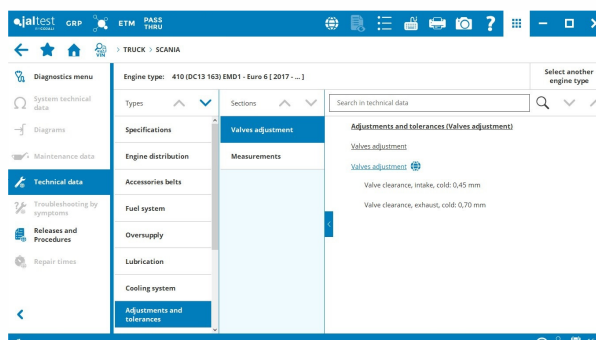 jaltest GRP ETM PASS THRU
BY COJALI
VIN
> TRUCK > SCANIA
Diagnostics menu
System technical data
Diagrams
Maintenance data
Technical data
Troubleshooting by symptoms
Releases and Procedures
Repair times
Engine type: 410 (DC13 163) EMD1 - Euro 6 [ 2017 - ... ]
Select another engine type
Types
Specifications
Engine distribution
Accessories belts
Fuel system
Oversupply
Lubrication
Cooling system
Adjustments and tolerances
Sections
Valves adjustment
Measurements
Search in technical data
Adjustments and tolerances (Valves adjustment)
Valves adjustment
Valves adjustment
Valve clearance, intake, cold: 0,45 mm
Valve clearance, exhaust, cold: 0,70 mm